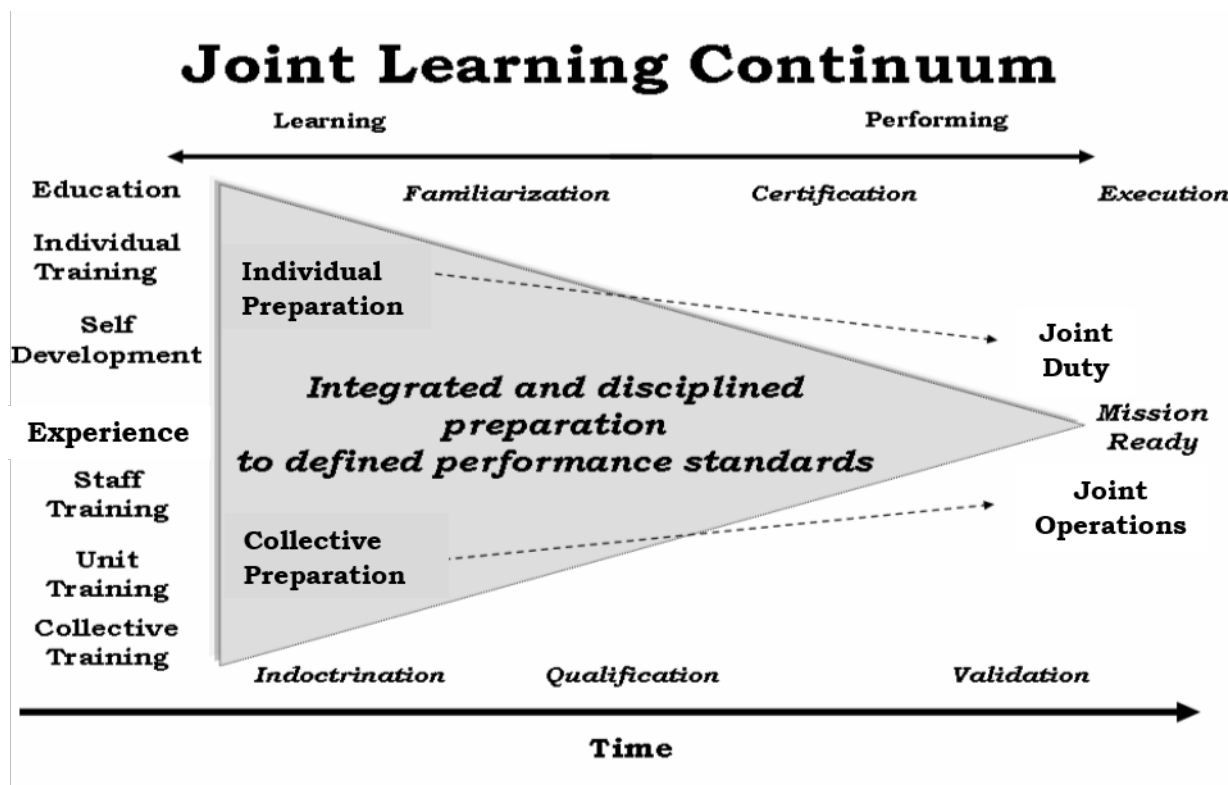 Joint Learning Continuum
Learning
Performing
Education
Familiarization
Certification
Execution
Individual
Training
Individual
Preparation
Self
Development
Joint
Duty
Integrated and disciplined
preparation
to defined performance standards
Experience
Mission
Ready
Staff
Training
Joint
Operations
Collective
Preparation
Unit
Training
Collective
Training
Indoctrination
Qualification
Validation
Time